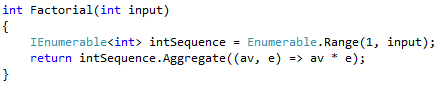 int Factorial(int input)
{
    IEnumerable<int> intSequence = Enumerable.Range(1, input);
    return intSequence.Aggregate((av, e) => av * e);
}